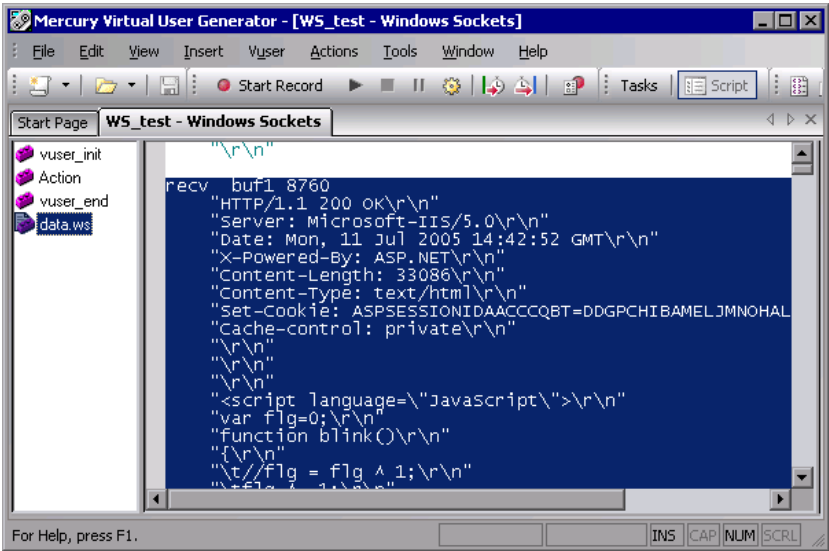 Mercury Virtual User Generator - [WS_test - Windows Sockets]
File Edit View Insert Vuser Actions Tools Window Help
Start Record Tasks Script
Start Page WS_test - Windows Sockets
vuser_init
Action
vuser_end
data.ws
"\r\n"
recv buf1 8760
"HTTP/1.1 200 OK\r\n"
"Server: Microsoft-IIS/5.0\r\n"
"Date: Mon, 11 Jul 2005 14:42:52 GMT\r\n"
"X-Powered-By: ASP.NET\r\n"
"Content-Length: 33086\r\n"
"Content-Type: text/html\r\n"
"Set-Cookie: ASPSESSIONIDAACCCQBT=DDGPCHIBAMELJMNOHAL
"Cache-control: private\r\n"
"\r\n"
"\r\n"
"\r\n"
"<script language=\"JavaScript\">\r\n"
"var flg=0;\r\n"
"function blink()\r\n"
"{\r\n"
"\t//flg = flg ^ 1;\r\n"
"\tflg ^ 1;\r\n"
For Help, press F1. INS CAP NUM SCRL